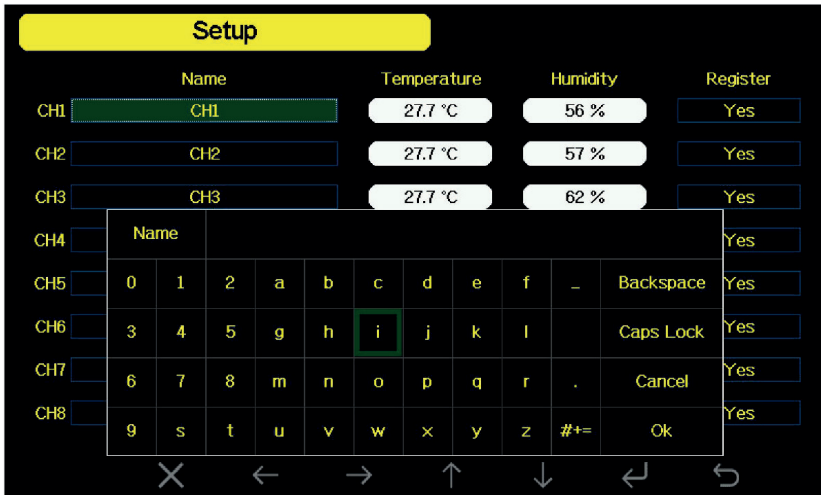 Setup
Name Temperature Humidity Register
CH1 CH1 27.7 °C 56 % Yes
CH2 CH2 27.7 °C 57 % Yes
CH3 CH3 27.7 °C 62 % Yes
CH4 Name Yes
CH5 0 1 2 a b c d e f _ Backspace Yes
CH6 3 4 5 g h i j k l Caps Lock Yes
CH7 6 7 8 m n o p q r . Cancel Yes
CH8 9 s t u v w x y z #+= Ok Yes